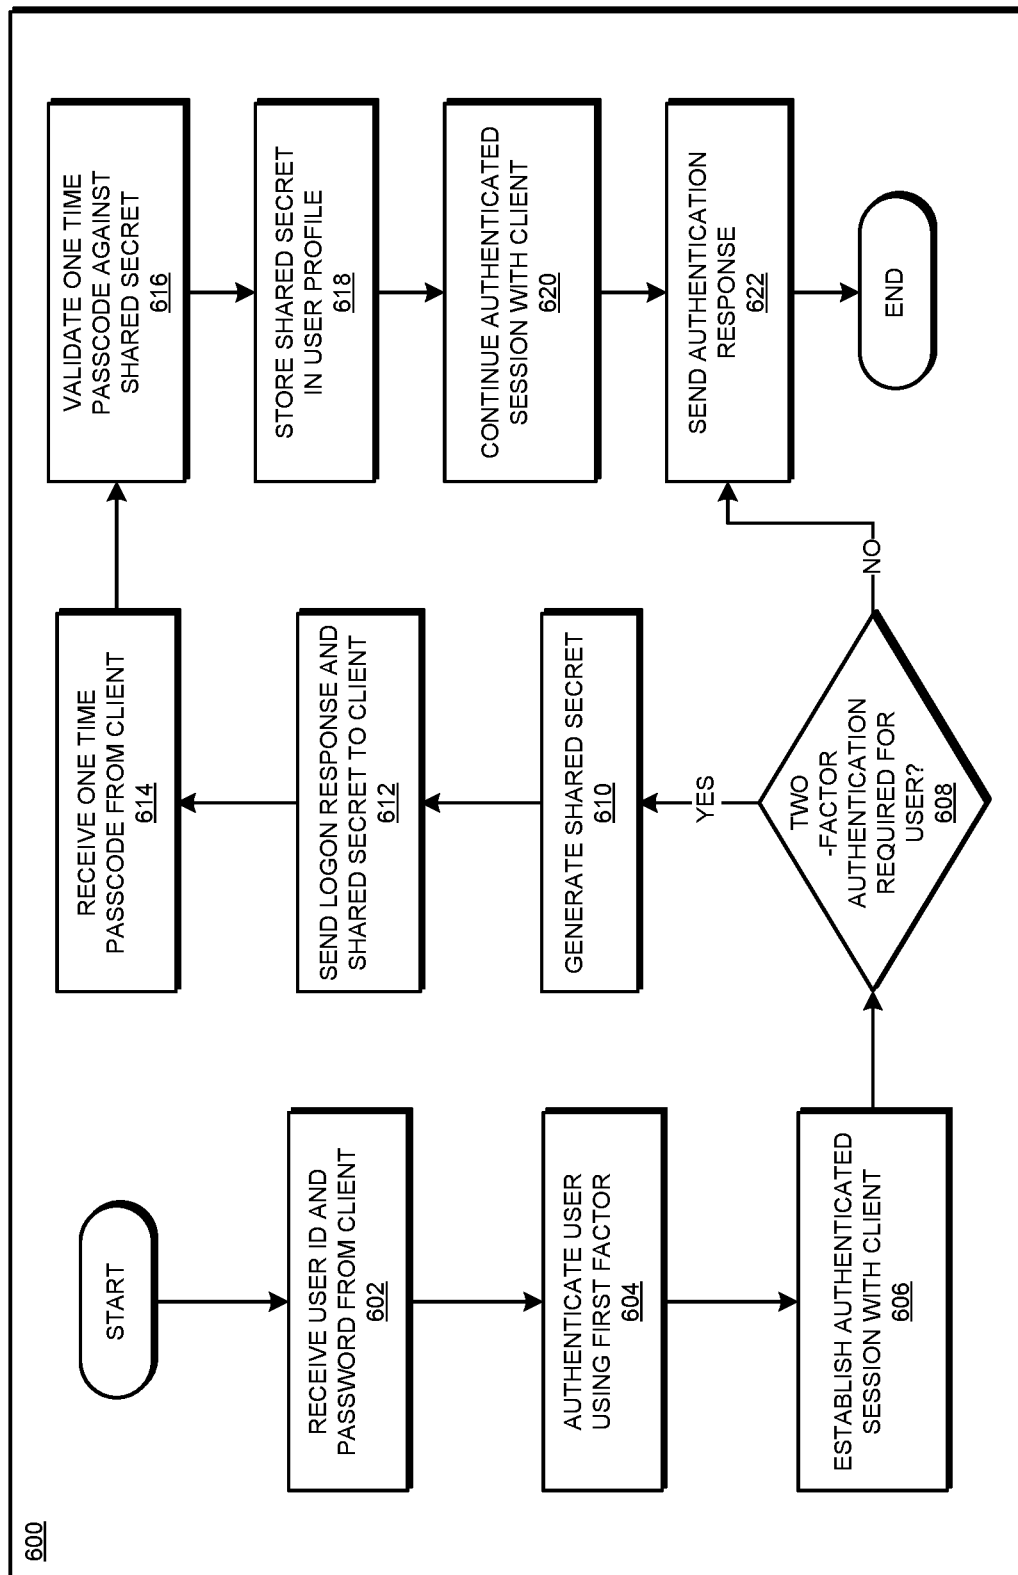 600
START
RECEIVE USER ID AND
PASSWORD FROM CLIENT
602
AUTHENTICATE USER
USING FIRST FACTOR
604
ESTABLISH AUTHENTICATED
SESSION WITH CLIENT
606
TWO
-FACTOR
AUTHENTICATION
REQUIRED FOR
USER?
608
YES
NO
GENERATE SHARED SECRET
610
SEND LOGON RESPONSE AND
SHARED SECRET TO CLIENT
612
RECEIVE ONE TIME
PASSCODE FROM CLIENT
614
VALIDATE ONE TIME
PASSCODE AGAINST
SHARED SECRET
616
STORE SHARED SECRET
IN USER PROFILE
618
CONTINUE AUTHENTICATED
SESSION WITH CLIENT
620
SEND AUTHENTICATION
RESPONSE
622
END